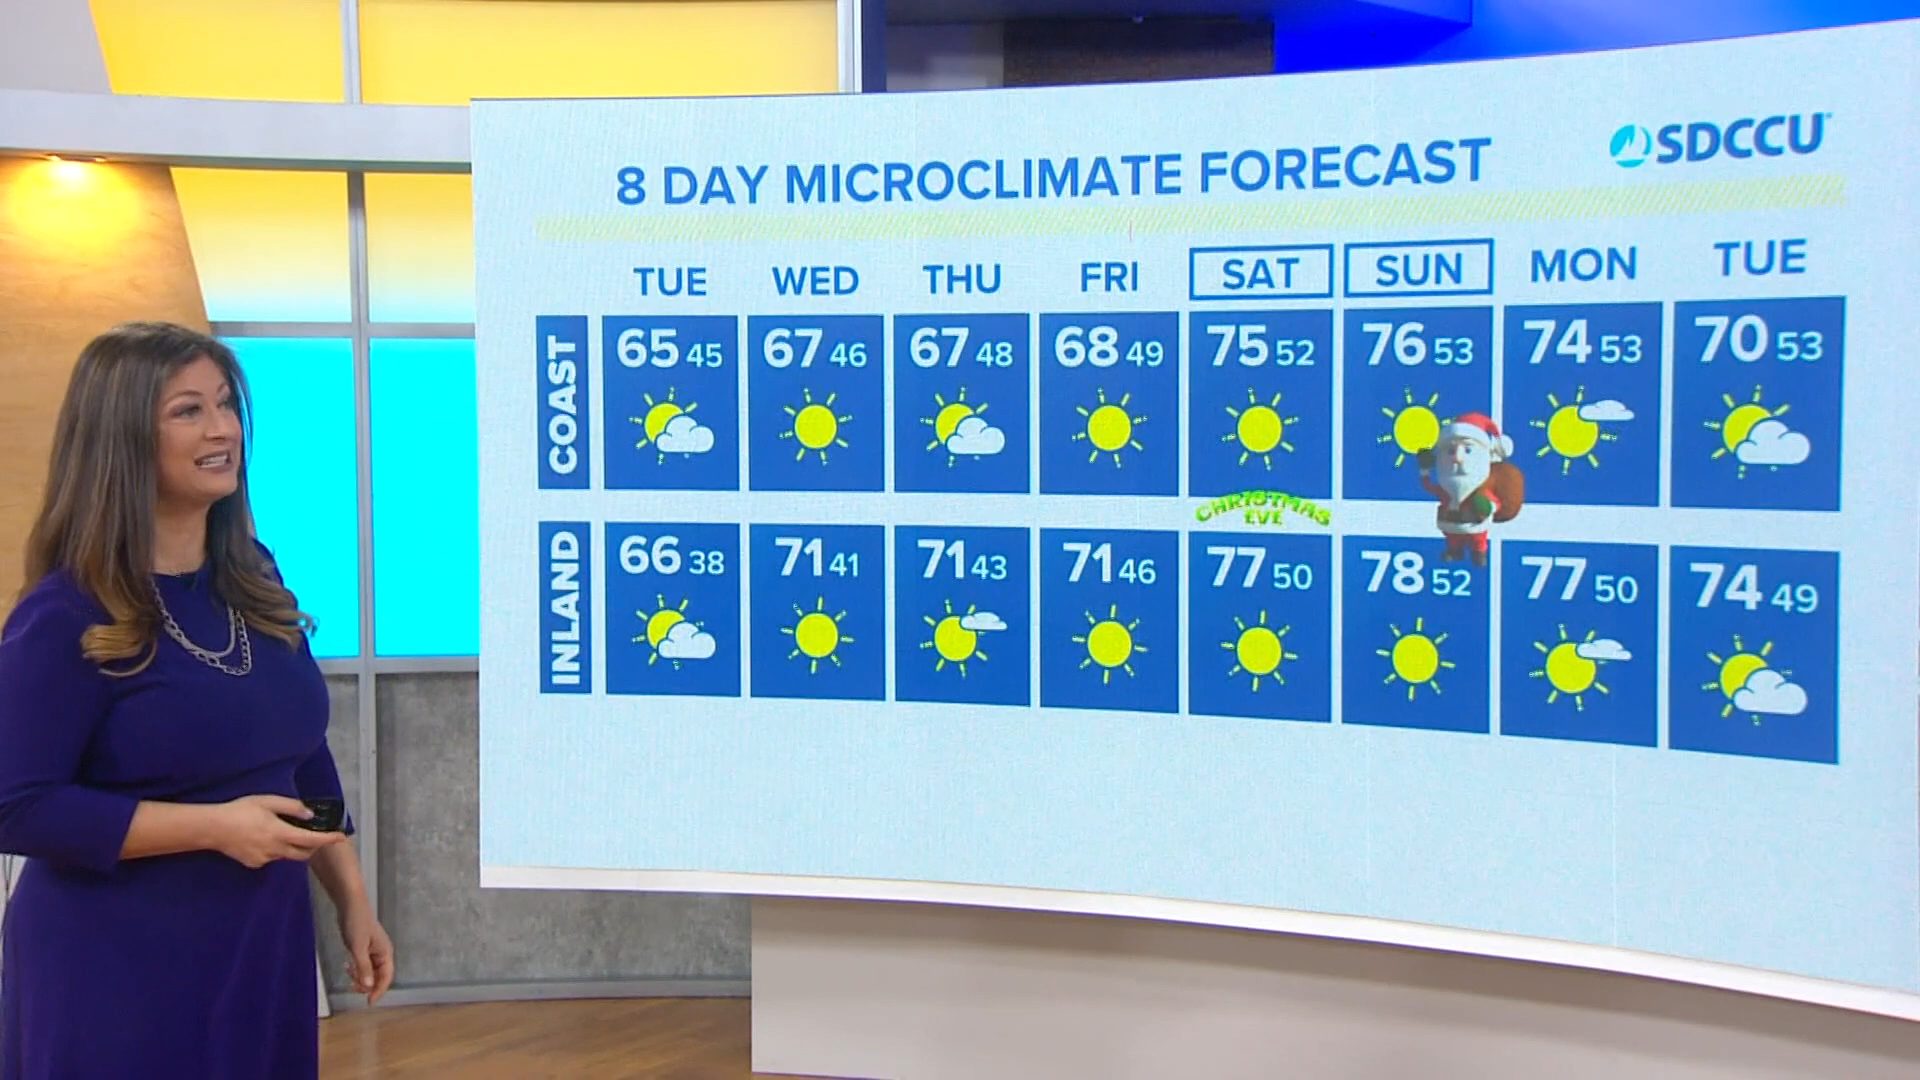 SDCCU
8 DAY MICROCLIMATE FORECAST
TUE WED THU FRI SAT SUN MON TUE
COAST
65 45 67 46 67 48 68 49 75 52 76 53 74 53 70 53
CHRISTMAS
EVE
INLAND
66 38 71 41 71 43 71 46 77 50 78 52 77 50 74 49